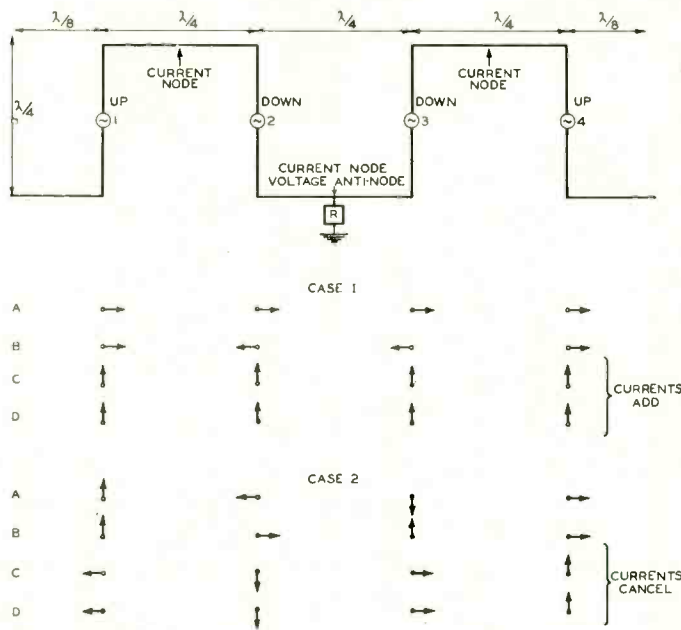 λ/8 λ/4 λ/4 λ/4 λ/8
CURRENT
NODE
CURRENT
NODE
λ/4
UP
DOWN
DOWN
UP
1
2
3
4
CURRENT NODE
VOLTAGE ANTI-NODE
R
CASE 1
A
B
C
D
CURRENTS
ADD
CASE 2
A
B
C
D
CURRENTS
CANCEL